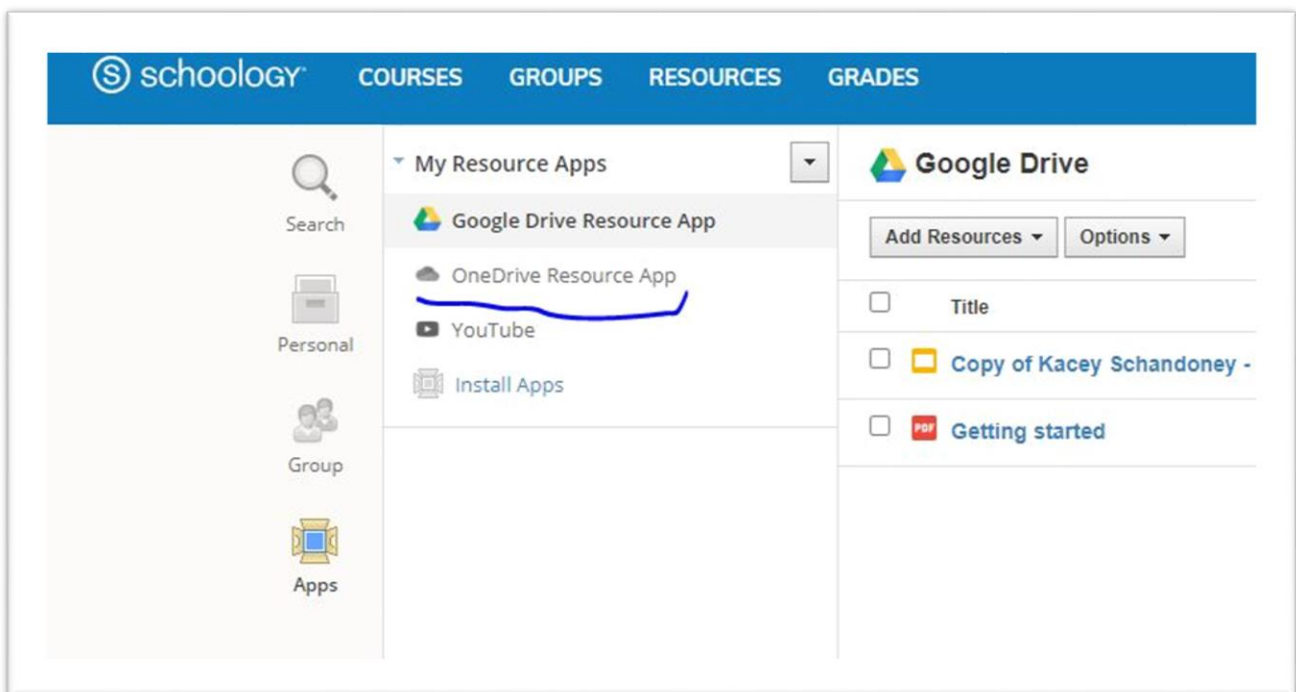 schoology COURSES GROUPS RESOURCES GRADES
Search
Personal
Group
Apps
My Resource Apps
Google Drive Resource App
OneDrive Resource App
YouTube
Install Apps
Google Drive
Add Resources Options
Title
Copy of Kacey Schandoney -
PDF Getting started